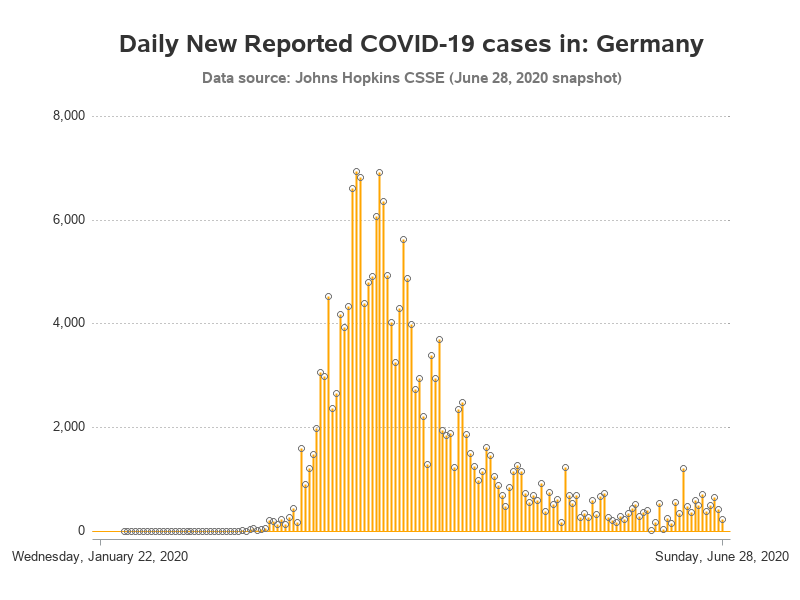 Daily New Reported COVID-19 cases in: Germany
Data source: Johns Hopkins CSSE (June 28, 2020 snapshot)
8,000
6,000
4,000
2,000
0
Wednesday, January 22, 2020
Sunday, June 28, 2020